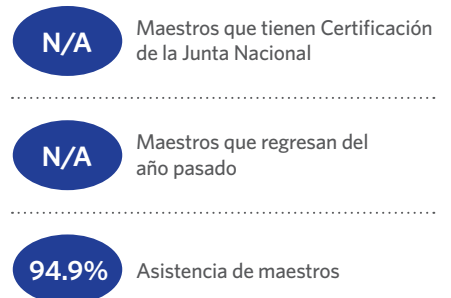 N/A
Maestros que tienen Certificación
de la Junta Nacional
N/A
Maestros que regresan del
año pasado
94.9%
Asistencia de maestros